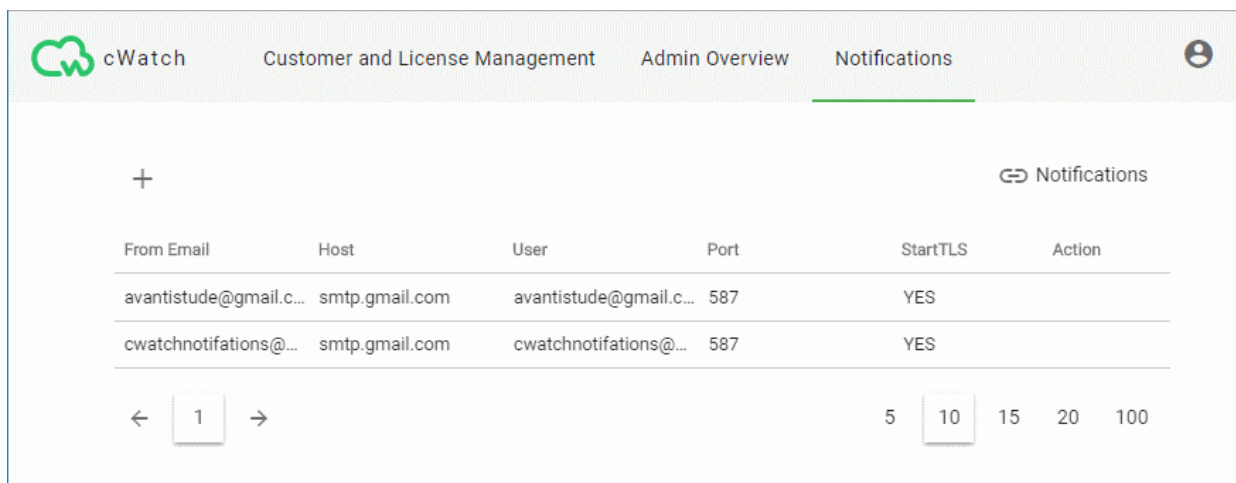 cWatch Customer and License Management Admin Overview Notifications
Notifications
From Email Host User Port StartTLS Action
avantistude@gmail.c... smtp.gmail.com avantistude@gmail.c... 587 YES
cwatchnotifations@... smtp.gmail.com cwatchnotifations@... 587 YES
1 5 10 15 20 100